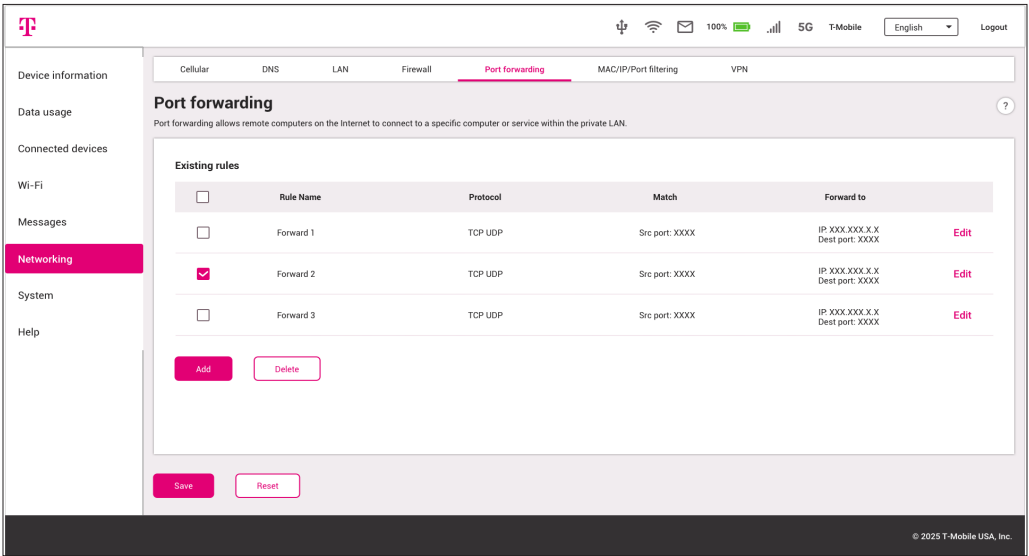 T
100% 5G T-Mobile English Logout
Device information
Data usage
Connected devices
Wi-Fi
Messages
Networking
System
Help
Cellular DNS LAN Firewall Port forwarding MAC/IP/Port filtering VPN
Port forwarding
?
Port forwarding allows remote computers on the Internet to connect to a specific computer or service within the private LAN.
Existing rules
Rule Name Protocol Match Forward to
Forward 1 TCP UDP Src port: XXXX IP. XXX.XXX.X.X Edit
Dest port: XXXX
Forward 2 TCP UDP Src port: XXXX IP. XXX.XXX.X.X Edit
Dest port: XXXX
Forward 3 TCP UDP Src port: XXXX IP. XXX.XXX.X.X Edit
Dest port: XXXX
Add Delete
Save Reset
© 2025 T-Mobile USA, Inc.